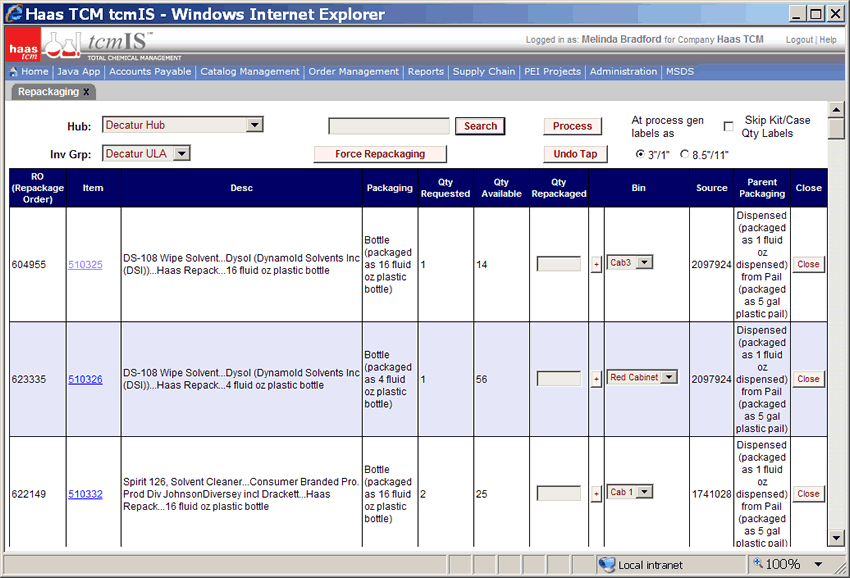 Haas TCM tcmIS - Windows Internet Explorer
haas tcm
tcmIS™
TOTAL CHEMICAL MANAGEMENT
Logged in as: Melinda Bradford for Company Haas TCM
Logout | Help
Home | Java App | Accounts Payable | Catalog Management | Order Management | Reports | Supply Chain | PEI Projects | Administration | MSDS
Repackaging x
Hub: Decatur Hub
Search
Process
At process gen
labels as
Skip Kit/Case
Qty Labels
Inv Grp: Decatur ULA
Force Repackaging
Undo Tap
3"/1"
8.5"/11"
RO
(Repackage
Order)
Item
Desc
Packaging
Qty
Requested
Qty
Available
Qty
Repackaged
Bin
Source
Parent
Packaging
Close
604955
510325
DS-108 Wipe Solvent...Dysol (Dynamold Solvents Inc
(DSI))...Haas Repack...16 fluid oz plastic bottle
Bottle
(packaged
as 16 fluid
oz plastic
bottle)
1
14
+
Cab3
2097924
Dispensed
(packaged
as 1 fluid
oz
dispensed)
from Pail
(packaged
as 5 gal
plastic pail)
Close
623335
510326
DS-108 Wipe Solvent...Dysol (Dynamold Solvents Inc
(DSI))...Haas Repack...4 fluid oz plastic bottle
Bottle
(packaged
as 4 fluid
oz plastic
bottle)
1
56
+
Red Cabinet
2097924
Dispensed
(packaged
as 1 fluid
oz
dispensed)
from Pail
(packaged
as 5 gal
plastic pail)
Close
622149
510332
Spirit 126, Solvent Cleaner...Consumer Branded Pro.
Prod Div JohnsonDiversey incl Drackett...Haas
Repack...16 fluid oz plastic bottle
Bottle
(packaged
as 16 fluid
oz plastic
bottle)
2
25
+
Cab 1
1741028
Dispensed
(packaged
as 1 fluid
oz
dispensed)
from Pail
(packaged
as 5 gal
plastic pail)
Close
Local intranet
100%